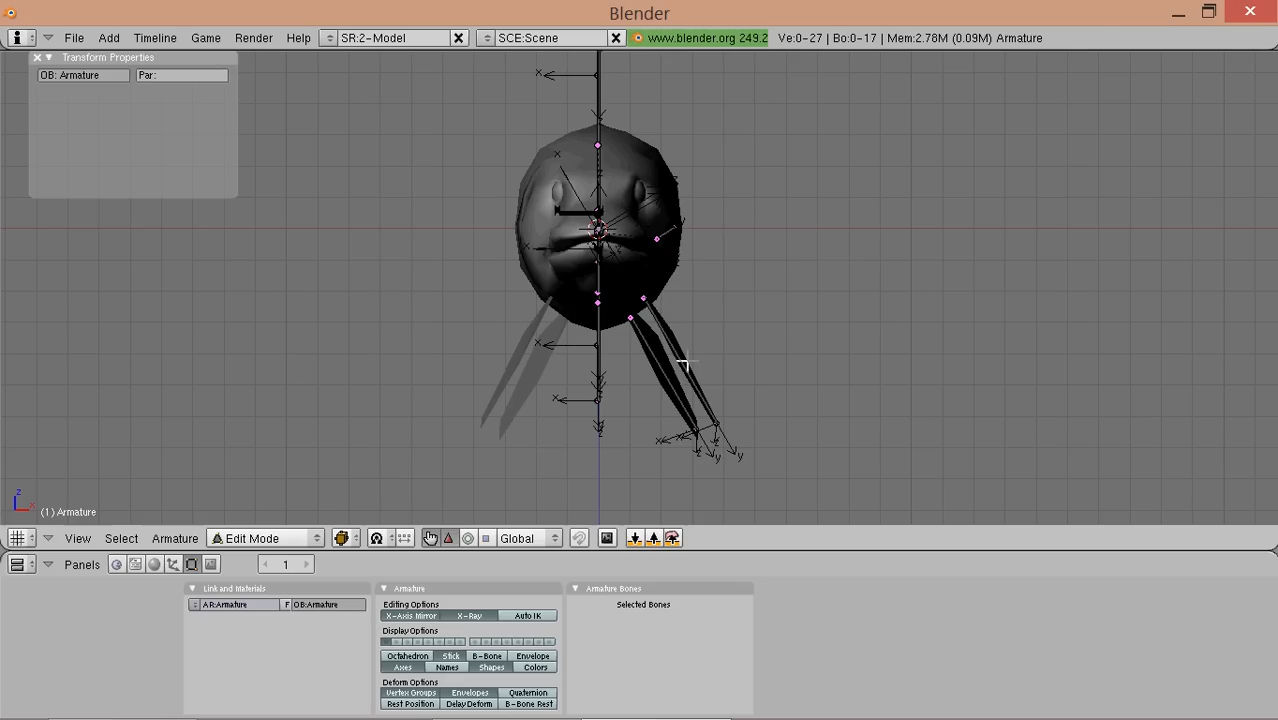 Blender
File Add Timeline Game Render Help SR:2-Model SCE:Scene www.blender.org 249.2 Ve:0-27 | Bo:0-17 | Mem:2.78M (0.09M) Armature
Transform Properties
OB: Armature Par:
x
x
x
y
x
x
x
z
x
x
z
y
y
z
x
(1) Armature
View Select Armature Edit Mode Global
Panels 1
Link and Materials Armature Armature Bones
AR:Armature F OB:Armature Editing Options Selected Bones
X-Axis Mirror X-Ray Auto IK
Display Options
Octahedron Stick B-Bone Envelope
Axes Names Shapes Colors
Deform Options
Vertex Groups Envelopes Quaternion
Rest Position Delay Deform B-Bone Rest